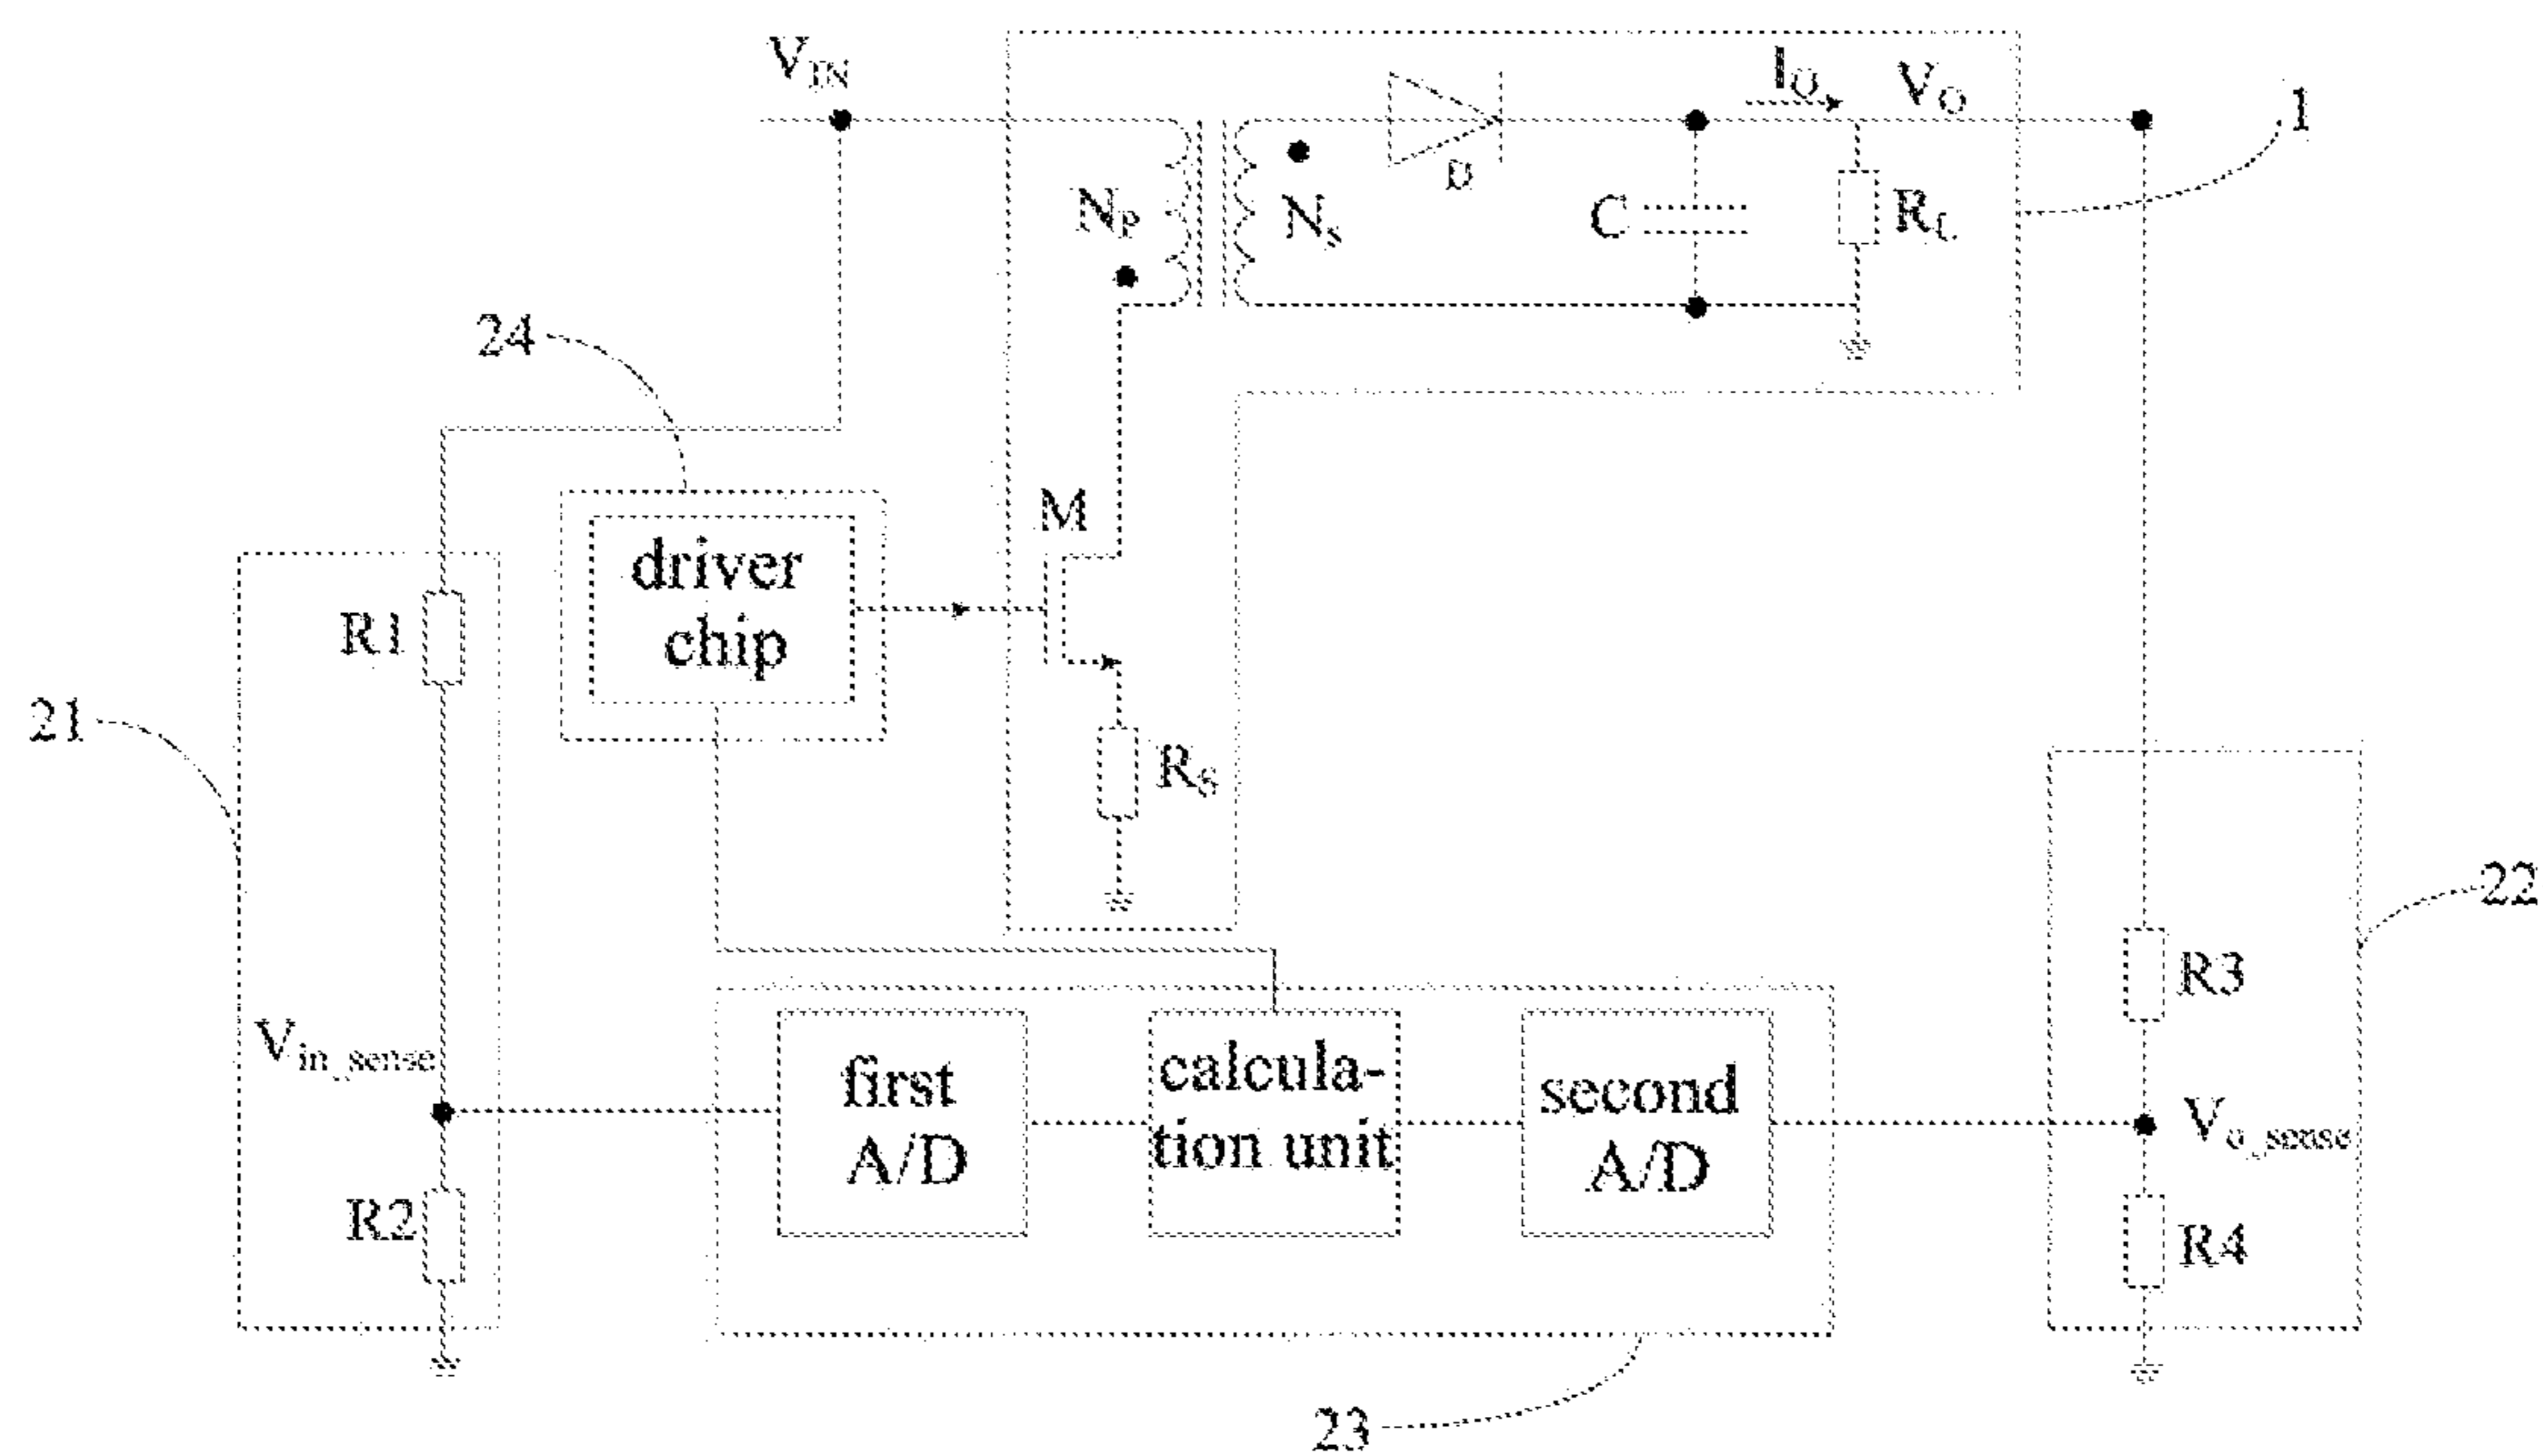 V_IN
I_O
V_O
1
D
N_P
N_S
C
R_L
24
M
driver
chip
R1
21
R_S
22
R3
V_in_sense
first
A/D
calcula-
tion unit
second
A/D
V_o_sense
R2
R4
23